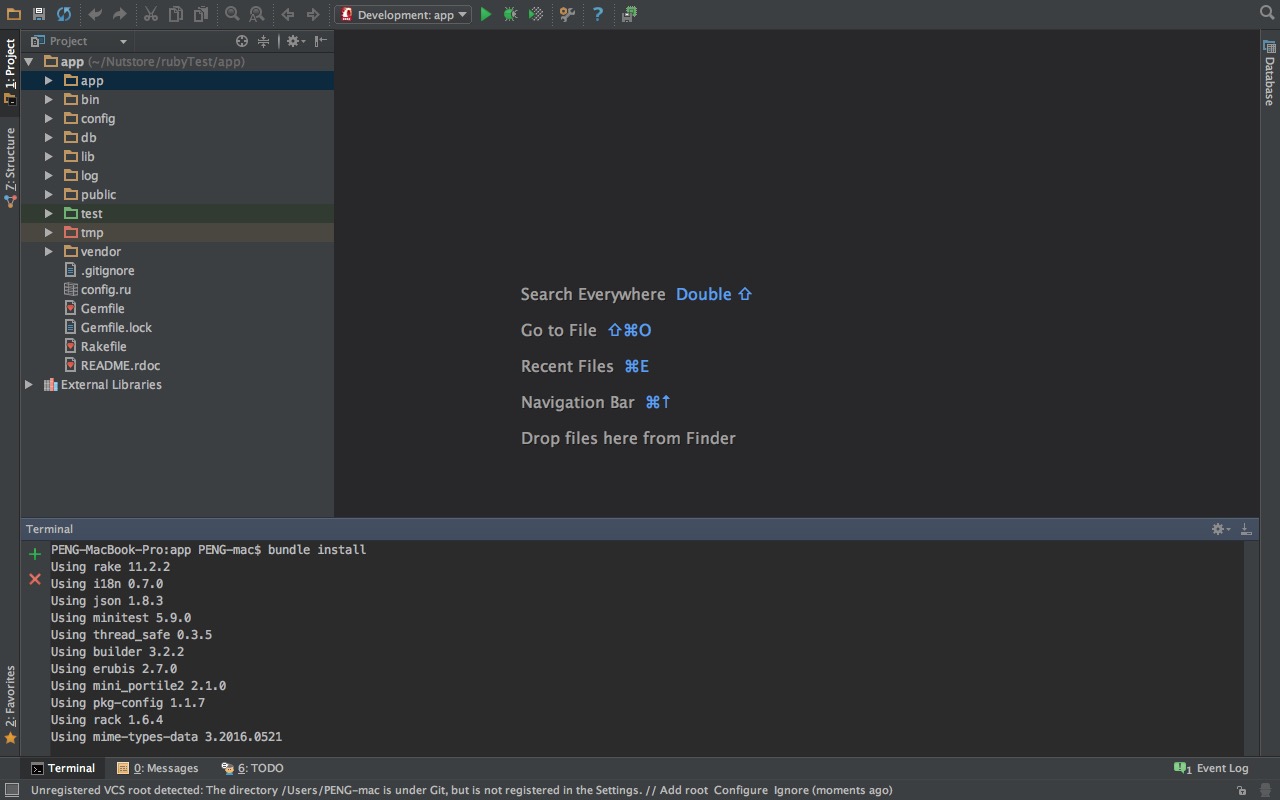 Development: app
Project
1: Project
app (~/Nutstore/rubyTest/app)
app
bin
config
db
lib
log
public
test
tmp
vendor
.gitignore
config.ru
Gemfile
Gemfile.lock
Rakefile
README.rdoc
External Libraries
7: Structure
2: Favorites
Database
Search Everywhere Double ⇧
Go to File ⇧⌘O
Recent Files ⌘E
Navigation Bar ⌘↑
Drop files here from Finder
Terminal
PENG-MacBook-Pro:app PENG-mac$ bundle install
Using rake 11.2.2
Using i18n 0.7.0
Using json 1.8.3
Using minitest 5.9.0
Using thread_safe 0.3.5
Using builder 3.2.2
Using erubis 2.7.0
Using mini_portile2 2.1.0
Using pkg-config 1.1.7
Using rack 1.6.4
Using mime-types-data 3.2016.0521
Terminal
0: Messages
6: TODO
1 Event Log
Unregistered VCS root detected: The directory /Users/PENG-mac is under Git, but is not registered in the Settings. // Add root Configure Ignore (moments ago)